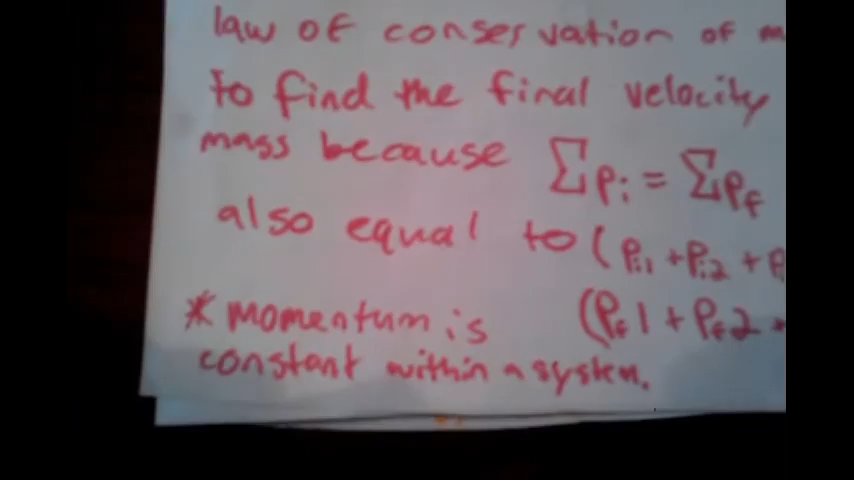 law of conservation of m
to find the final velocity
mass because Σpi = Σpf
also equal to (Pi1 + Pi2 + P
(Pf1 + Pf2 +
* momentum is
constant within a system.